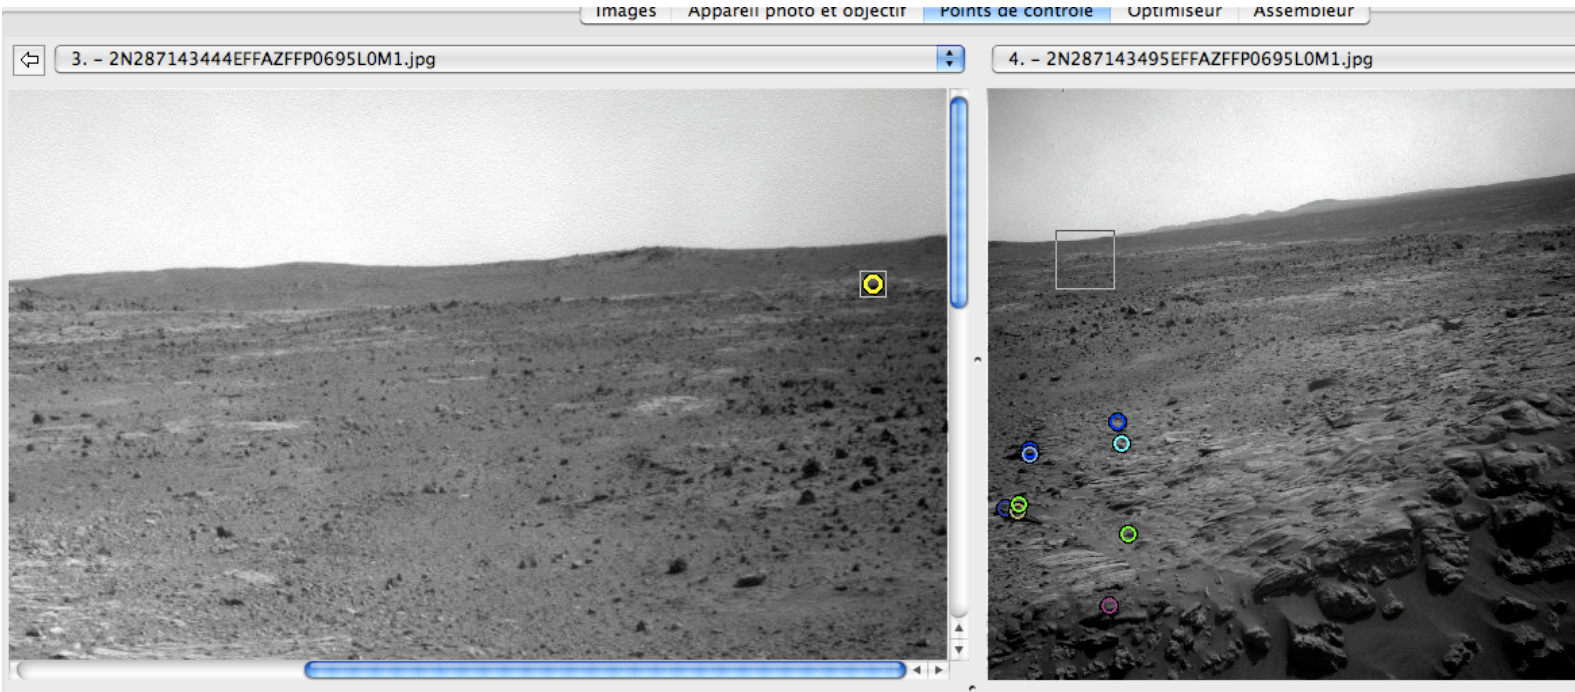 Images Appareil photo et objectif Points de contrôle Optimiseur Assembleur
3. - 2N287143444EFFAZFFP0695L0M1.jpg
4. - 2N287143495EFFAZFFP0695L0M1.jpg